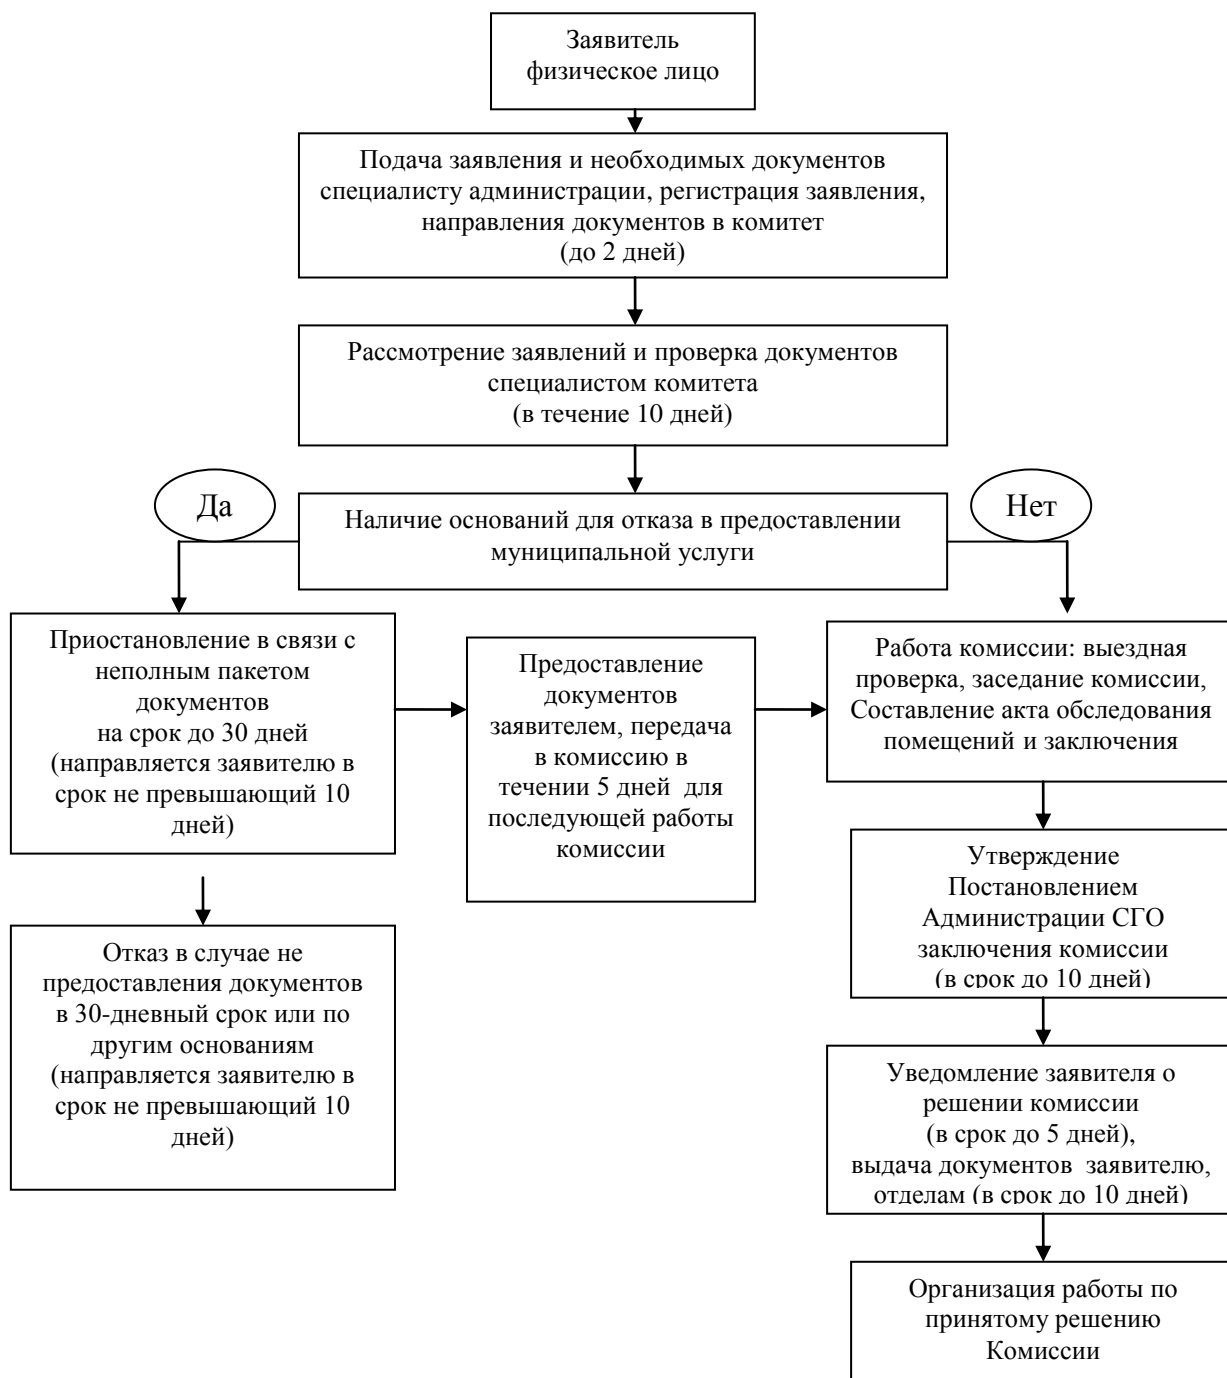 Заявитель
физическое лицо
Подача заявления и необходимых документов
специалисту администрации, регистрация заявления,
направления документов в комитет
(до 2 дней)
Рассмотрение заявлений и проверка документов
специалистом комитета
(в течение 10 дней)
Да
Наличие оснований для отказа в предоставлении
муниципальной услуги
Нет
Приостановление в связи с
неполным пакетом
документов
на срок до 30 дней
(направляется заявителю в
срок не превышающий 10
дней)
Предоставление
документов
заявителем, передача
в комиссию в
течении 5 дней для
последующей работы
комиссии
Работа комиссии: выездная
проверка, заседание комиссии,
Составление акта обследования
помещений и заключения
Утверждение
Постановлением
Администрации СГО
заключения комиссии
(в срок до 10 дней)
Отказ в случае не
предоставления документов
в 30-дневный срок или по
другим основаниям
(направляется заявителю в
срок не превышающий 10
дней)
Уведомление заявителя о
решении комиссии
(в срок до 5 дней),
выдача документов заявителю,
отделам (в срок до 10 дней)
Организация работы по
принятому решению
Комиссии